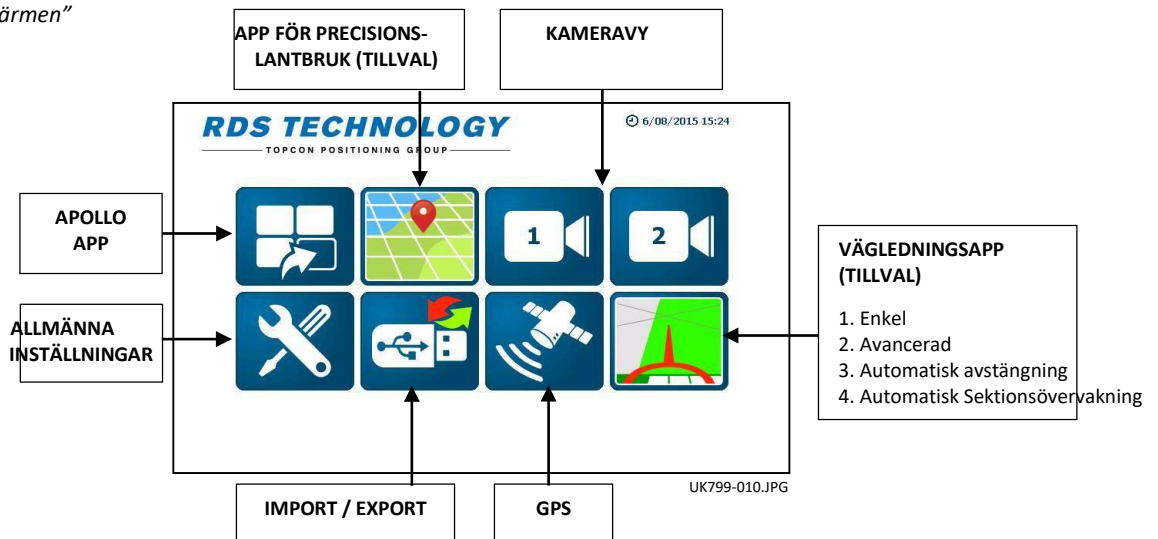 ärmen”
APP FÖR PRECISIONS-
LANTBRUK (TILLVAL)
KAMERAVY
RDS TECHNOLOGY
TOPCON POSITIONING GROUP
6/08/2015 15:24
APOLLO
APP
1
2
VÄGLEDNINGSAPP
(TILLVAL)
1. Enkel
2. Avancerad
3. Automatisk avstängning
4. Automatisk Sektionsövervakning
ALLMÄNNA
INSTÄLLNINGAR
UK799-010.JPG
IMPORT / EXPORT
GPS